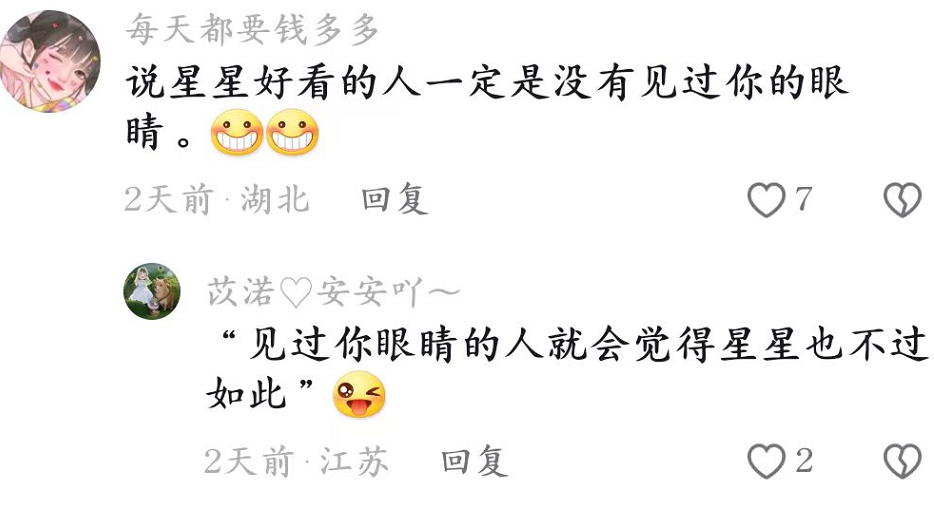 每天都要钱多多
说星星好看的人一定是没有见过你的眼
睛。😁😁
2天前·湖北 回复 7
苡渃♡安安吖～
“见过你眼睛的人就会觉得星星也不过
如此”😜
2天前·江苏 回复 2